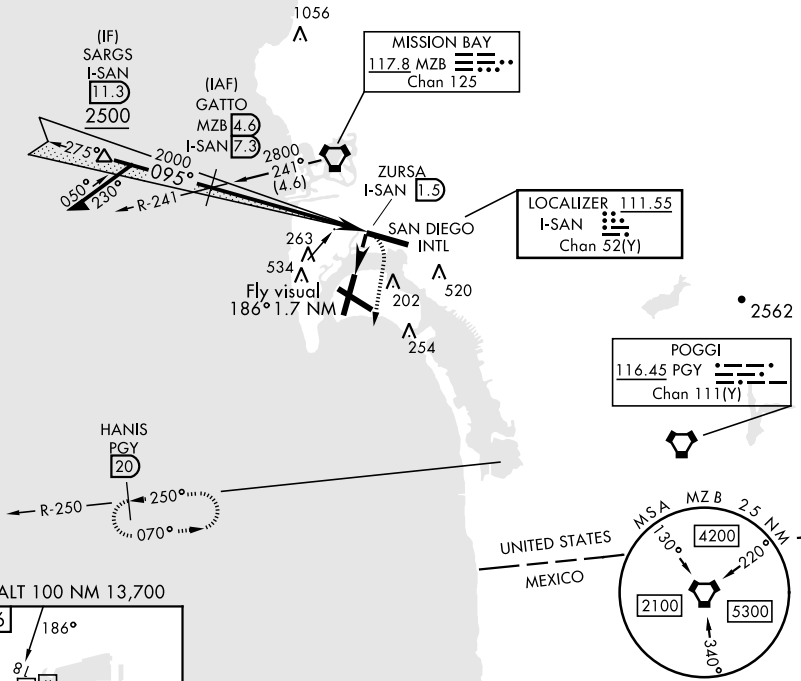 1056
(IF)
SARGS
I-SAN
11.3
2500
(IAF)
GATTO
MZB 4.6
I-SAN 7.3
MISSION BAY
117.8 MZB
Chan 125
275°
2000
095°
2800
241°
(4.6)
050°
230°
R-241
ZURSA
I-SAN 1.5
SAN DIEGO
INTL
LOCALIZER 111.55
I-SAN
Chan 52(Y)
263
534
Fly visual
186° 1.7 NM
202
520
254
2562
POGGI
116.45 PGY
Chan 111(Y)
HANIS
PGY
20
R-250
250°
070°
UNITED STATES
MEXICO
MSA MZB 25 NM
130°
4200
220°
2100
5300
340°
ALT 100 NM 13,700
186°
18